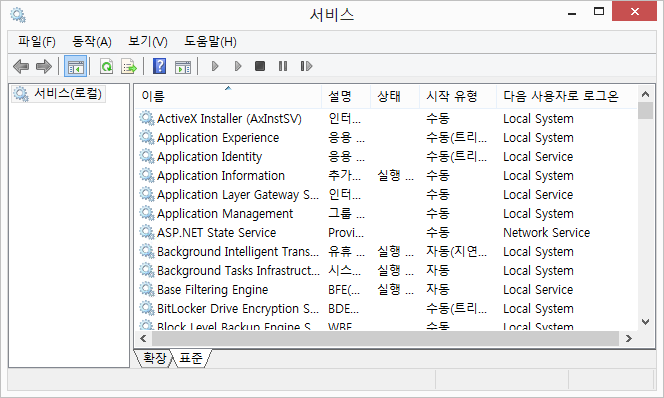 서비스
파일(F) 동작(A) 보기(V) 도움말(H)
서비스(로컬)
이름 설명 상태 시작 유형 다음 사용자로 로그온
ActiveX Installer (AxInstSV) 인터... 수동 Local System
Application Experience 응용 ... 수동(트리... Local System
Application Identity 응용 ... 수동(트리... Local Service
Application Information 추가... 실행 ... 수동 Local System
Application Layer Gateway S... 인터... 수동 Local Service
Application Management 그룹 ... 수동 Local System
ASP.NET State Service Provi... 수동 Network Service
Background Intelligent Trans... 유휴 ... 실행 ... 자동(지연... Local System
Background Tasks Infrastruct... 시스... 실행 ... 자동 Local System
Base Filtering Engine BFE(... 실행 ... 자동 Local Service
BitLocker Drive Encryption S... BDE... 수동(트리... Local System
Block Level Backup Engine S... WBE... 수동 Local System
확장 표준